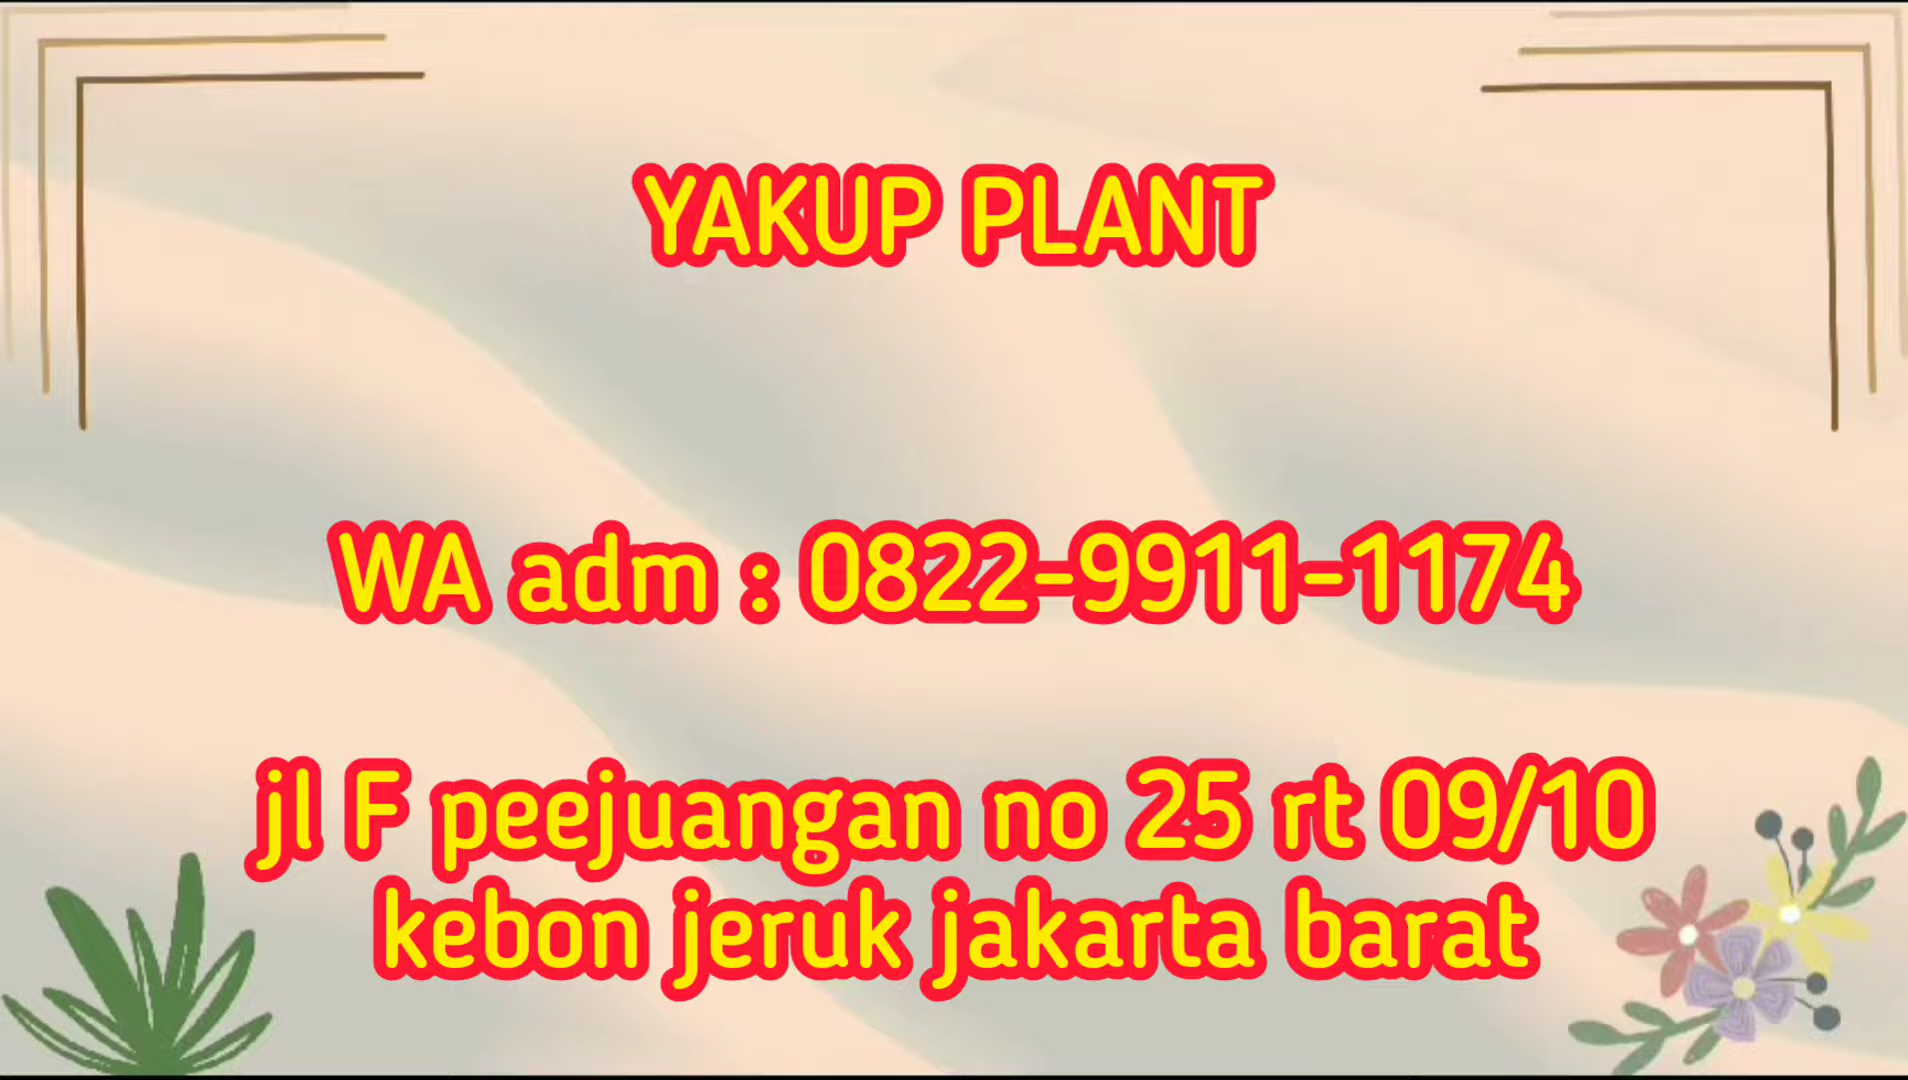 YAKUP PLANT
WA adm : 0822-9911-1174
jl F peejuangan no 25 rt 09/10
kebon jeruk jakarta barat